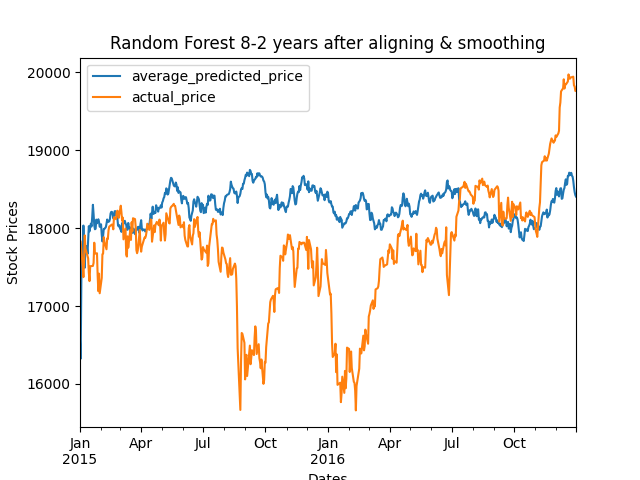 Random Forest 8-2 years after aligning & smoothing
average_predicted_price
actual_price
20000
19000
18000
17000
16000
Stock Prices
Jan Apr Jul Oct Jan Apr Jul Oct
2015 2016
Dates